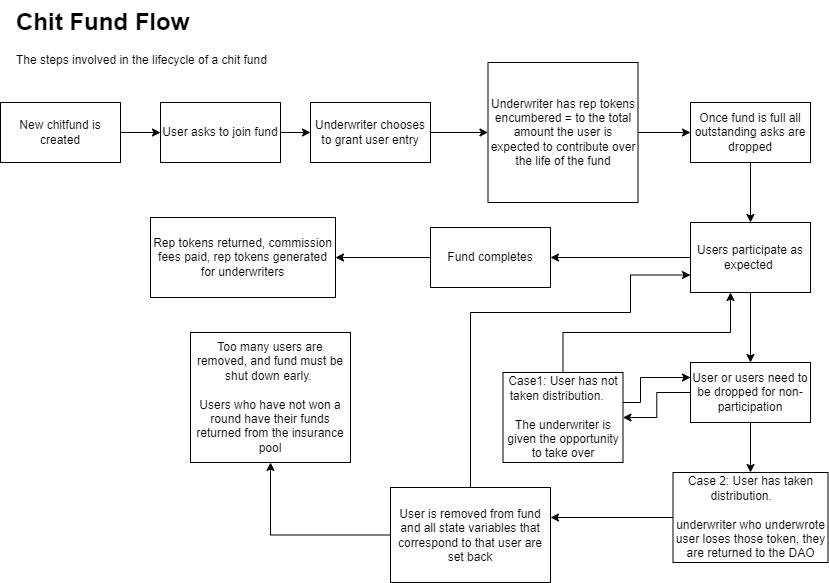 Chit Fund Flow
The steps involved in the lifecycle of a chit fund
New chitfund is
created
User asks to join fund
Underwriter chooses
to grant user entry
Underwriter has rep tokens
encumbered = to the total
amount the user is
expected to contribute over
the life of the fund
Once fund is full all
outstanding asks are
dropped
Users participate as
expected
Fund completes
Rep tokens returned, commission
fees paid, rep tokens generated
for underwriters
Too many users are
removed, and fund must be
shut down early.
Users who have not won a
round have their funds
returned from the insurance
pool
Case1: User has not
taken distribution.
The underwriter is
given the opportunity
to take over
User or users need to
be dropped for non-
participation
Case 2: User has taken
distribution.
underwriter who underwrote
user loses those token, they
are returned to the DAO
User is removed from fund
and all state variables that
correspond to that user are
set back